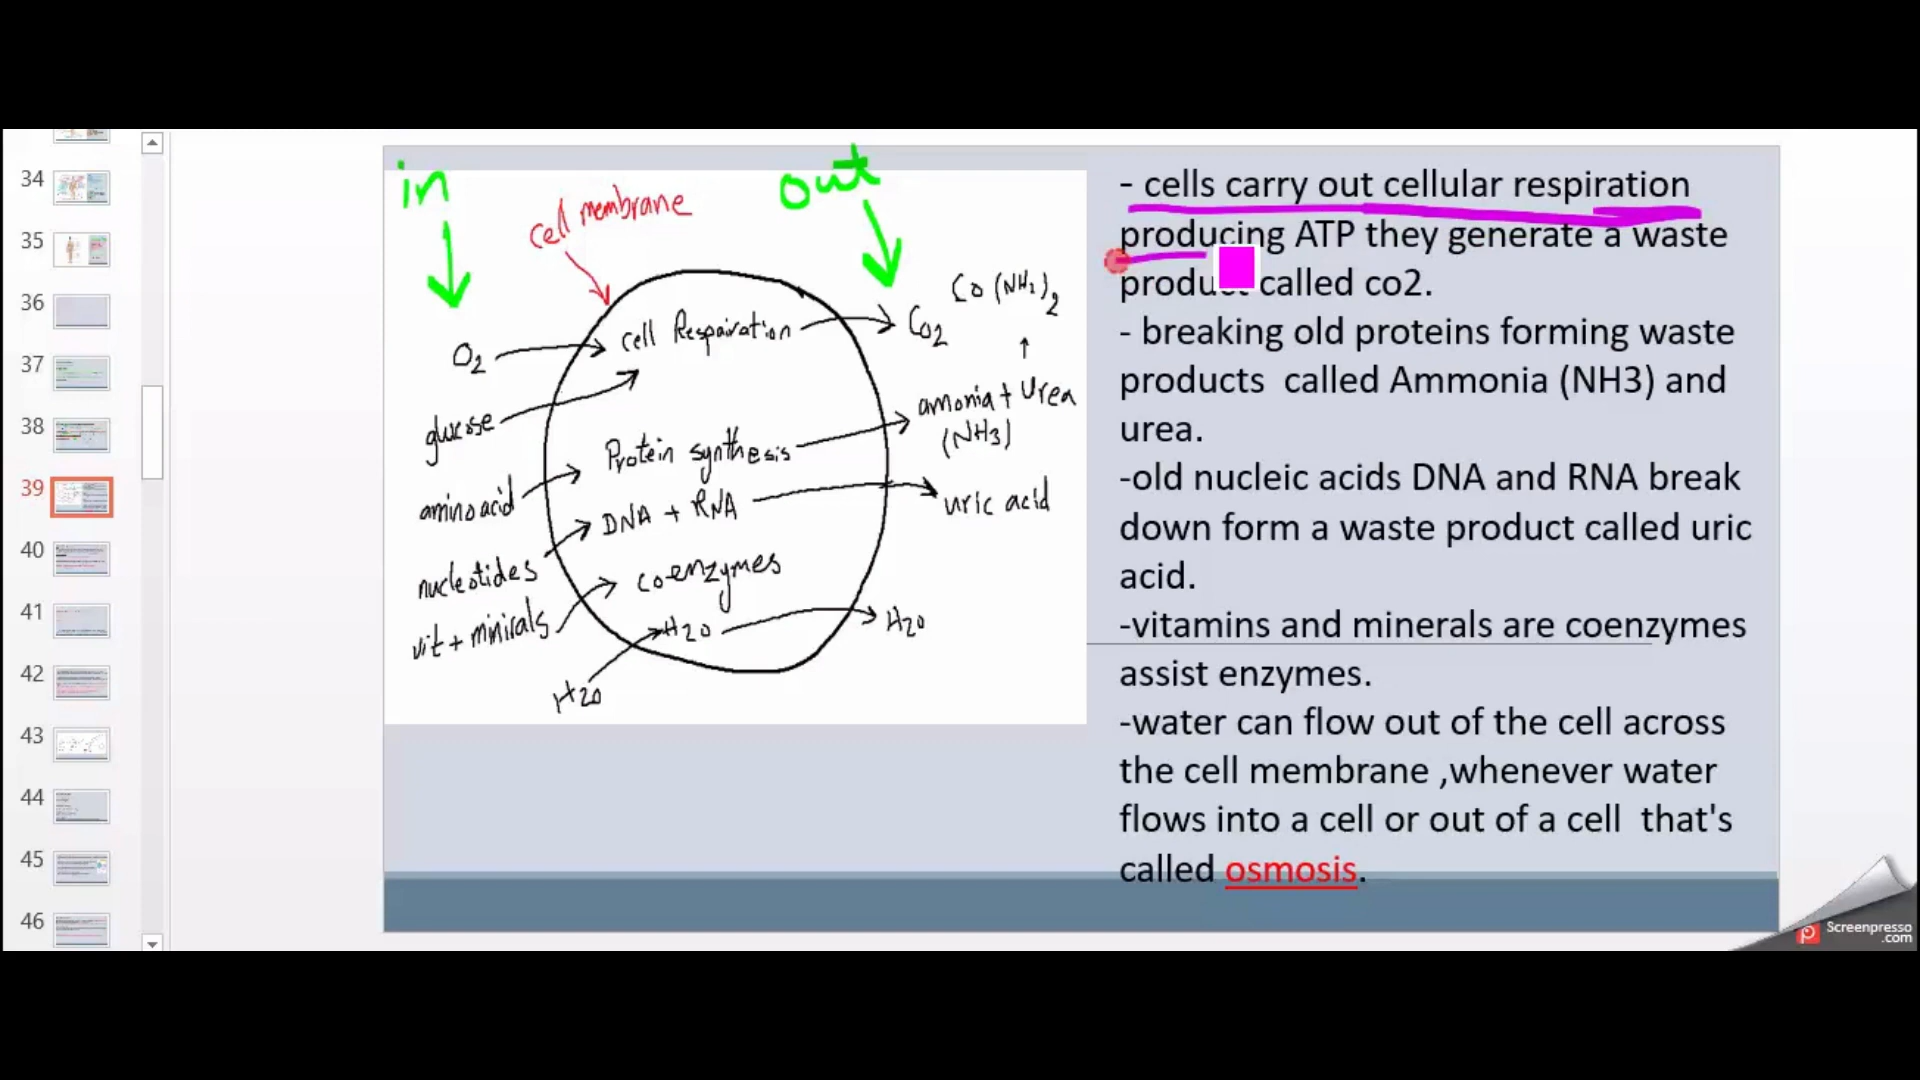 34
35
36
37
38
39
40
41
42
43
44
45
46
in
out
cell membrane
O2
glucose
aminoacid
nucleotides
vit + minirals
H2O
cell Respairation
Protein synthesis
DNA + RNA
coenzymes
H2O
Co (NH2)2
Co2
amonia + Urea
(NH3)
uric acid
H2O
- cells carry out cellular respiration
producing ATP they generate a waste
product called co2.
- breaking old proteins forming waste
products called Ammonia (NH3) and
urea.
-old nucleic acids DNA and RNA break
down form a waste product called uric
acid.
-vitamins and minerals are coenzymes
assist enzymes.
-water can flow out of the cell across
the cell membrane ,whenever water
flows into a cell or out of a cell that's
called osmosis.
Screenpresso
.com